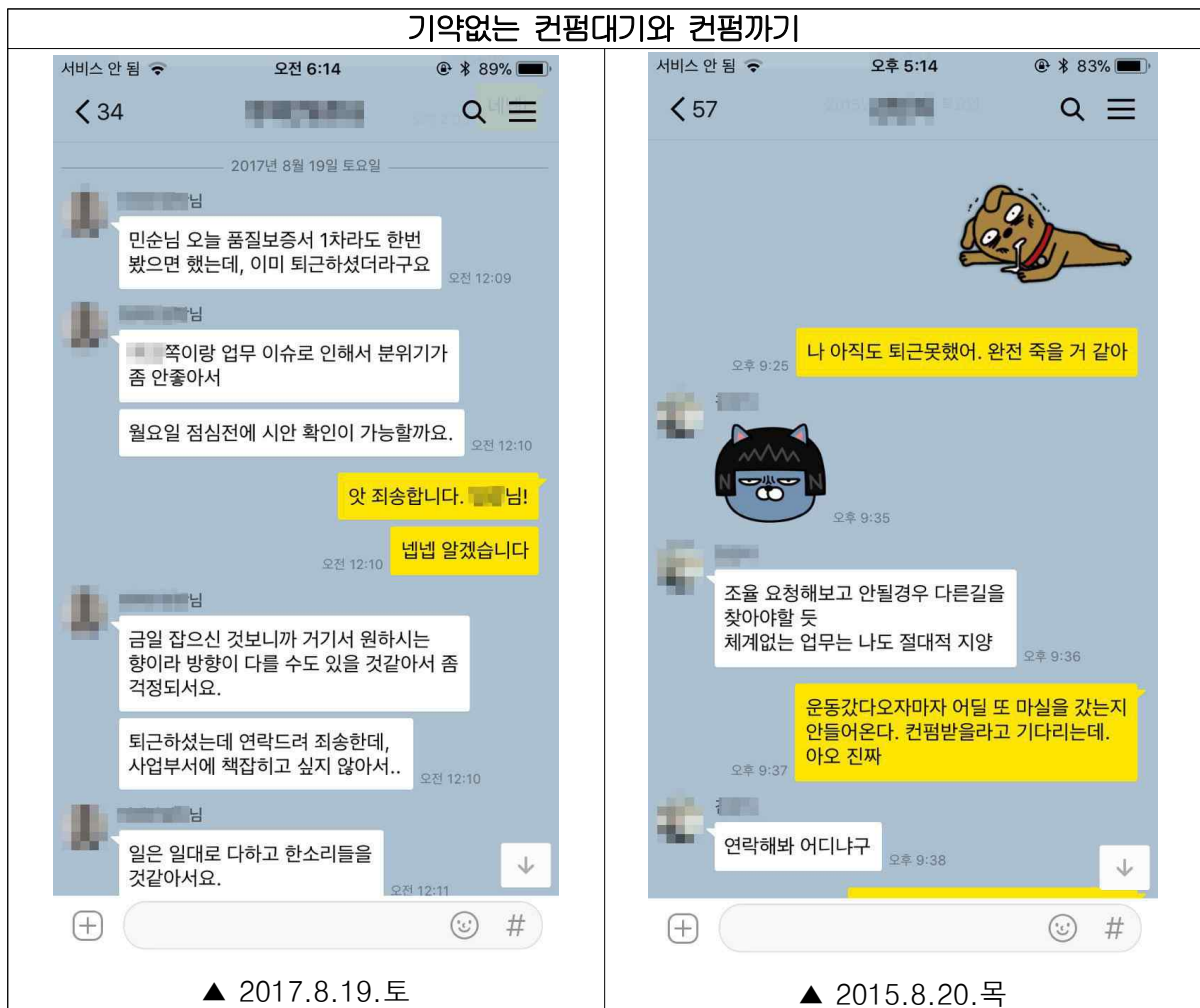 기약없는 컨펌대기와 컨펌까기
서비스 안 됨
오전 6:14
89%
34
2017년 8월 19일 토요일
님
민순님 오늘 품질보증서 1차라도 한번
봤으면 했는데, 이미 퇴근하셨더라구요
오전 12:09
님
쪽이랑 업무 이슈로 인해서 분위기가
좀 안좋아서
월요일 점심전에 시안 확인이 가능할까요.
오전 12:10
앗 죄송합니다. 님!
넵넵 알겠습니다
오전 12:10
님
금일 잡으신 것보니까 거기서 원하시는
향이라 방향이 다를 수도 있을 것같아서 좀
걱정되서요.
퇴근하셨는데 연락드려 죄송한데,
사업부서에 책잡히고 싶지 않아서..
오전 12:10
님
일은 일대로 다하고 한소리들을
것같아서요.
오전 12:11
#
▲ 2017.8.19.토
서비스 안 됨
오후 5:14
83%
57
나 아직도 퇴근못했어. 완전 죽을 거 같아
오후 9:25
N N
오후 9:35
조율 요청해보고 안될경우 다른길을
찾아야할 듯
체계없는 업무는 나도 절대적 지양
오후 9:36
운동갔다오자마자 어딜 또 마실을 갔는지
안들어온다. 컨펌받을라고 기다리는데.
아오 진짜
오후 9:37
연락해봐 어디냐구
오후 9:38
#
▲ 2015.8.20.목